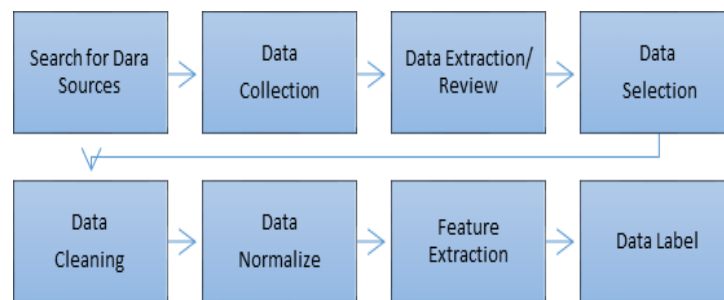 Search for Dara
Sources
Data
Collection
Data Extraction/
Review
Data
Selection
Data
Cleaning
Data
Normalize
Feature
Extraction
Data Label